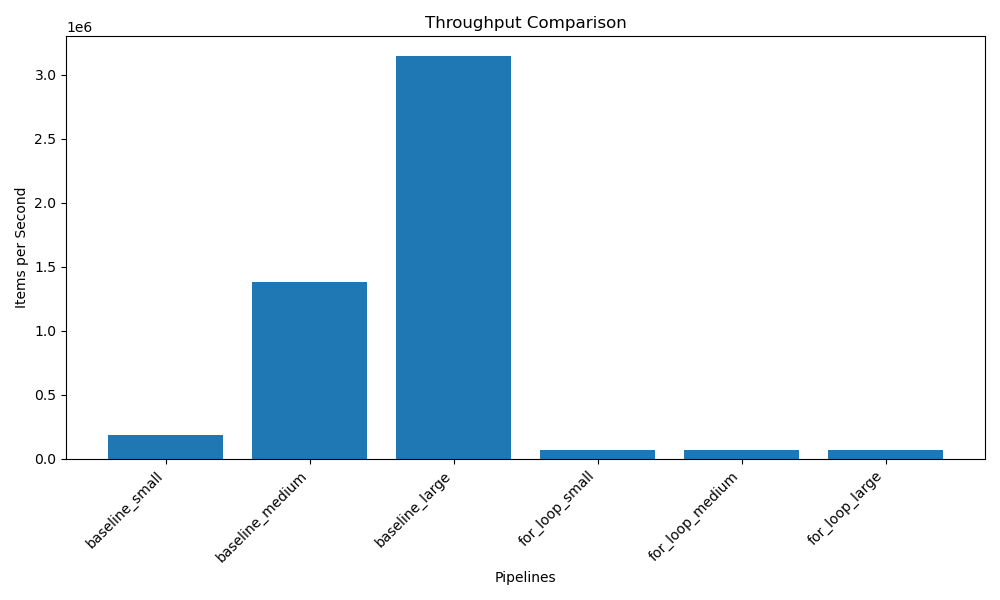 Throughput Comparison
1e6
3.0
2.5
2.0
1.5
1.0
0.5
0.0
Items per Second
baseline_small
baseline_medium
baseline_large
for_loop_small
for_loop_medium
for_loop_large
Pipelines